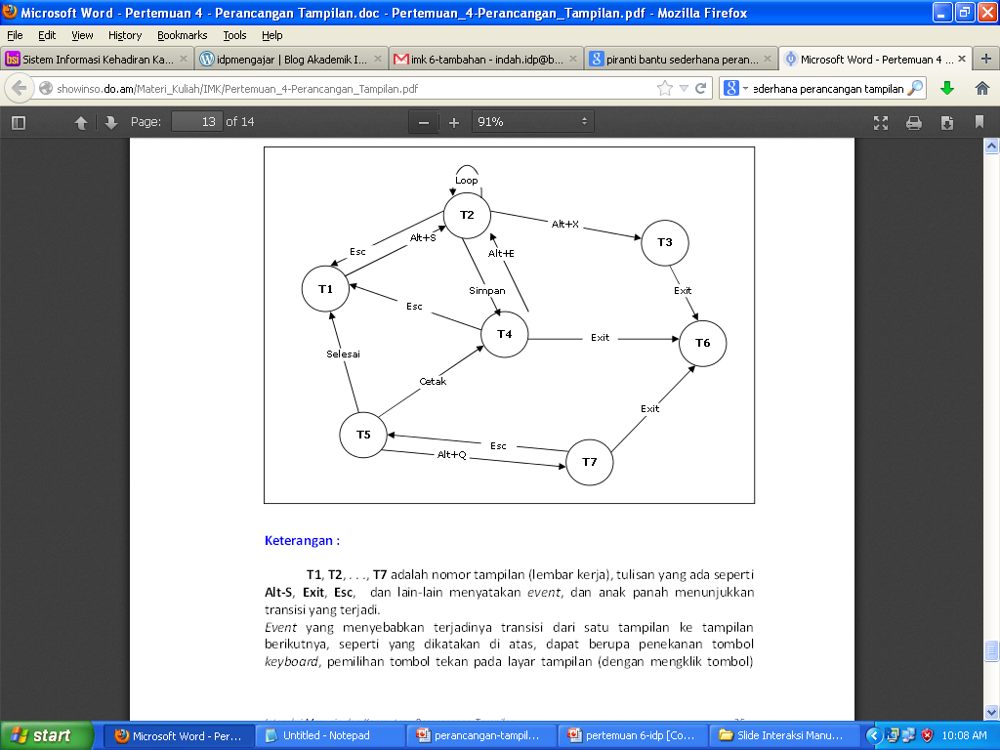 Microsoft Word - Pertemuan 4 - Perancangan Tampilan.doc - Pertemuan_4-Perancangan_Tampilan.pdf - Mozilla Firefox
File Edit View History Bookmarks Tools Help
bsi Sistem Informasi Kehadiran Ka... idpmengajar | Blog Akademik I... imk 6-tambahan - indah.idp@b... piranti bantu sederhana peran... Microsoft Word - Pertemuan 4 ...
showinso.do.am/Materi_Kuliah/IMK/Pertemuan_4-Perancangan_Tampilan.pdf ederhana perancangan tampilan
Page: 13 of 14 91%
Loop
T2
Alt+X
Alt+S
T3
Esc
Alt+E
T1
Simpan
Exit
Esc
T4
Exit
T6
Selesai
Cetak
Exit
T5
Esc
Alt+Q
T7
Keterangan :
T1, T2, . . ., T7 adalah nomor tampilan (lembar kerja), tulisan yang ada seperti
Alt-S, Exit, Esc, dan lain-lain menyatakan event, dan anak panah menunjukkan
transisi yang terjadi.
Event yang menyebabkan terjadinya transisi dari satu tampilan ke tampilan
berikutnya, seperti yang dikatakan di atas, dapat berupa penekanan tombol
keyboard, pemilihan tombol tekan pada layar tampilan (dengan mengklik tombol)
start Microsoft Word - Per... Untitled - Notepad perancangan-tampil... pertemuan 6-idp [Co... Slide Interaksi Manu... 10:08 AM